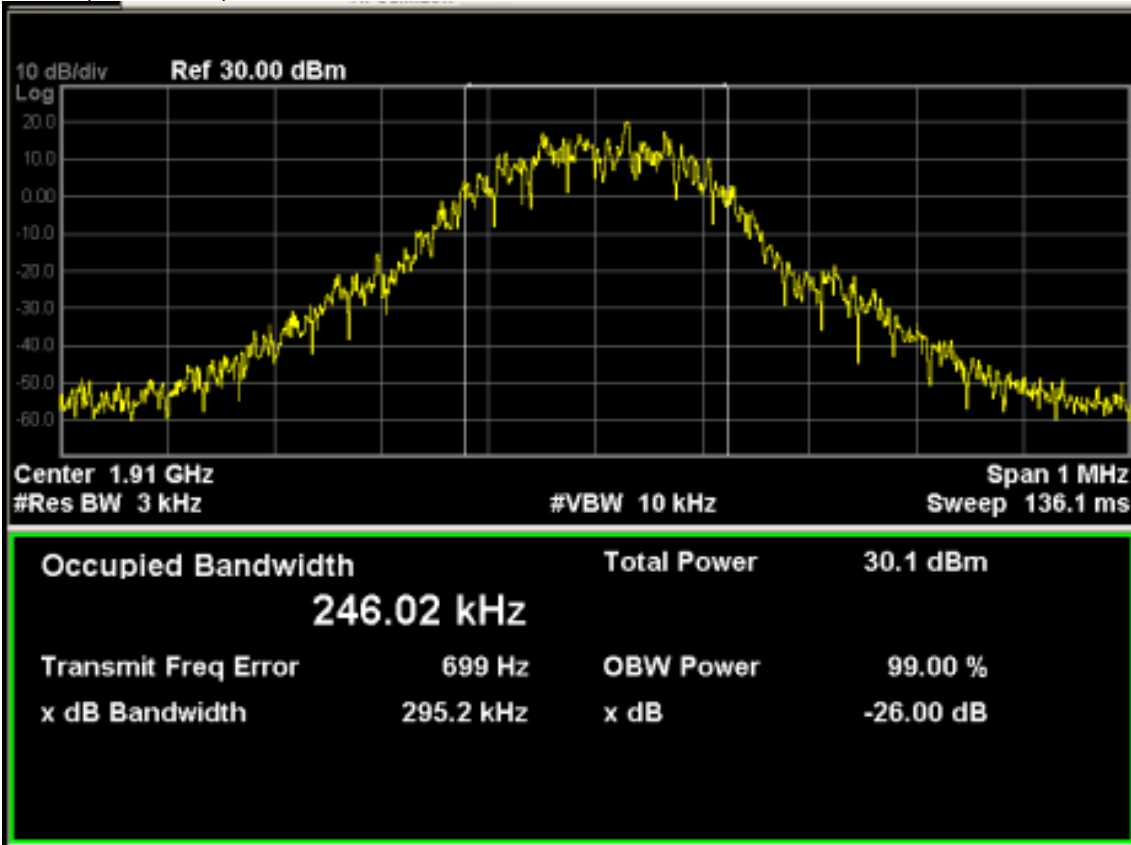 10 dB/div Ref 30.00 dBm
Log
20.0
10.0
0.00
-10.0
-20.0
-30.0
-40.0
-50.0
-60.0
Center 1.91 GHz Span 1 MHz
#Res BW 3 kHz #VBW 10 kHz Sweep 136.1 ms
Occupied Bandwidth Total Power 30.1 dBm
246.02 kHz
Transmit Freq Error 699 Hz OBW Power 99.00 %
x dB Bandwidth 295.2 kHz x dB -26.00 dB